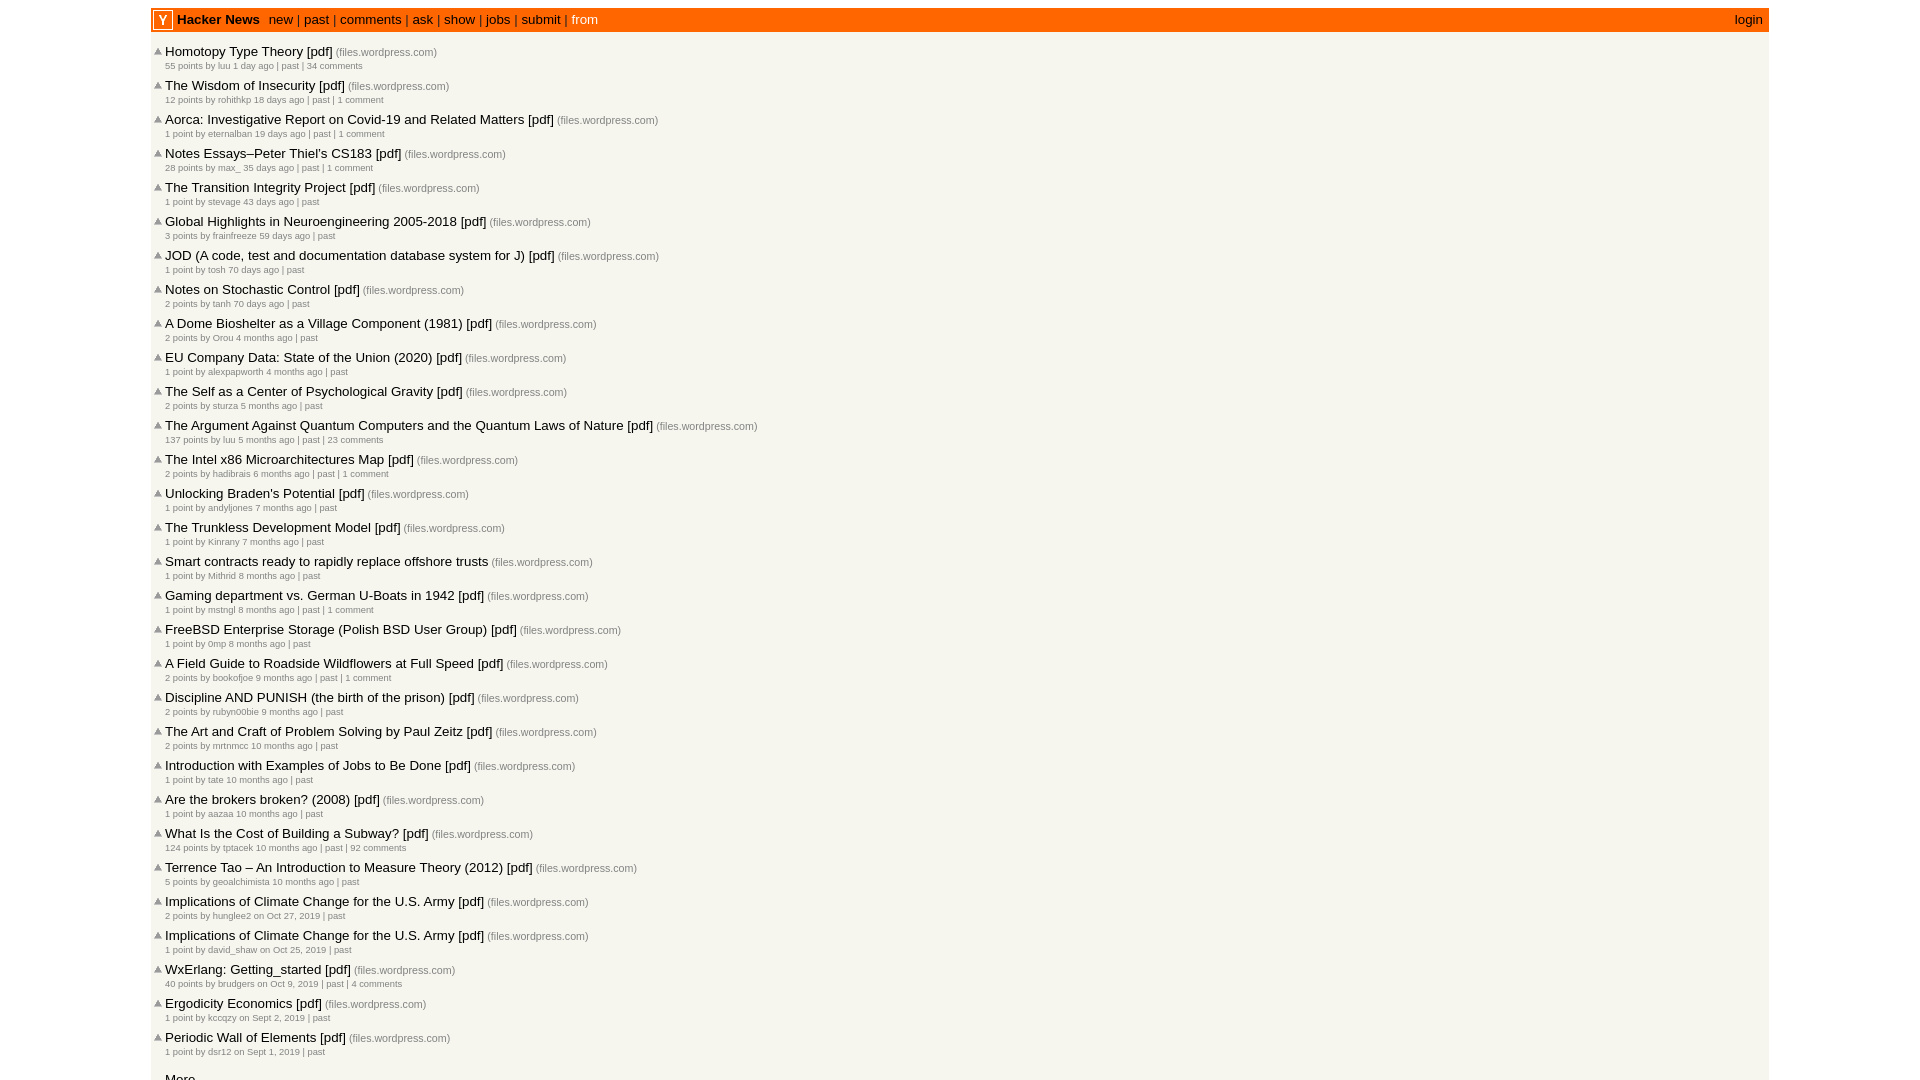 Y Hacker News new | past | comments | ask | show | jobs | submit | from login
Homotopy Type Theory [pdf] (files.wordpress.com)
55 points by luu 1 day ago | past | 34 comments
The Wisdom of Insecurity [pdf] (files.wordpress.com)
12 points by rohithkp 18 days ago | past | 1 comment
Aorca: Investigative Report on Covid-19 and Related Matters [pdf] (files.wordpress.com)
1 point by eternalban 19 days ago | past | 1 comment
Notes Essays–Peter Thiel's CS183 [pdf] (files.wordpress.com)
28 points by max_ 35 days ago | past | 1 comment
The Transition Integrity Project [pdf] (files.wordpress.com)
1 point by stevage 43 days ago | past
Global Highlights in Neuroengineering 2005-2018 [pdf] (files.wordpress.com)
3 points by frainfreeze 59 days ago | past
JOD (A code, test and documentation database system for J) [pdf] (files.wordpress.com)
1 point by tosh 70 days ago | past
Notes on Stochastic Control [pdf] (files.wordpress.com)
2 points by tanh 70 days ago | past
A Dome Bioshelter as a Village Component (1981) [pdf] (files.wordpress.com)
2 points by Orou 4 months ago | past
EU Company Data: State of the Union (2020) [pdf] (files.wordpress.com)
1 point by alexpapworth 4 months ago | past
The Self as a Center of Psychological Gravity [pdf] (files.wordpress.com)
2 points by sturza 5 months ago | past
The Argument Against Quantum Computers and the Quantum Laws of Nature [pdf] (files.wordpress.com)
137 points by luu 5 months ago | past | 23 comments
The Intel x86 Microarchitectures Map [pdf] (files.wordpress.com)
2 points by hadibrais 6 months ago | past | 1 comment
Unlocking Braden's Potential [pdf] (files.wordpress.com)
1 point by andyljones 7 months ago | past
The Trunkless Development Model [pdf] (files.wordpress.com)
1 point by Kinrany 7 months ago | past
Smart contracts ready to rapidly replace offshore trusts (files.wordpress.com)
1 point by Mithrid 8 months ago | past
Gaming department vs. German U-Boats in 1942 [pdf] (files.wordpress.com)
1 point by mstngl 8 months ago | past | 1 comment
FreeBSD Enterprise Storage (Polish BSD User Group) [pdf] (files.wordpress.com)
1 point by 0mp 8 months ago | past
A Field Guide to Roadside Wildflowers at Full Speed [pdf] (files.wordpress.com)
2 points by bookofjoe 9 months ago | past | 1 comment
Discipline AND PUNISH (the birth of the prison) [pdf] (files.wordpress.com)
2 points by rubyn00bie 9 months ago | past
The Art and Craft of Problem Solving by Paul Zeitz [pdf] (files.wordpress.com)
2 points by mrtnmcc 10 months ago | past
Introduction with Examples of Jobs to Be Done [pdf] (files.wordpress.com)
1 point by tate 10 months ago | past
Are the brokers broken? (2008) [pdf] (files.wordpress.com)
1 point by aazaa 10 months ago | past
What Is the Cost of Building a Subway? [pdf] (files.wordpress.com)
124 points by tptacek 10 months ago | past | 92 comments
Terrence Tao – An Introduction to Measure Theory (2012) [pdf] (files.wordpress.com)
5 points by geoalchimista 10 months ago | past
Implications of Climate Change for the U.S. Army [pdf] (files.wordpress.com)
2 points by hunglee2 on Oct 27, 2019 | past
Implications of Climate Change for the U.S. Army [pdf] (files.wordpress.com)
1 point by david_shaw on Oct 25, 2019 | past
WxErlang: Getting_started [pdf] (files.wordpress.com)
40 points by brudgers on Oct 9, 2019 | past | 4 comments
Ergodicity Economics [pdf] (files.wordpress.com)
1 point by kccqzy on Sept 2, 2019 | past
Periodic Wall of Elements [pdf] (files.wordpress.com)
1 point by dsr12 on Sept 1, 2019 | past
More